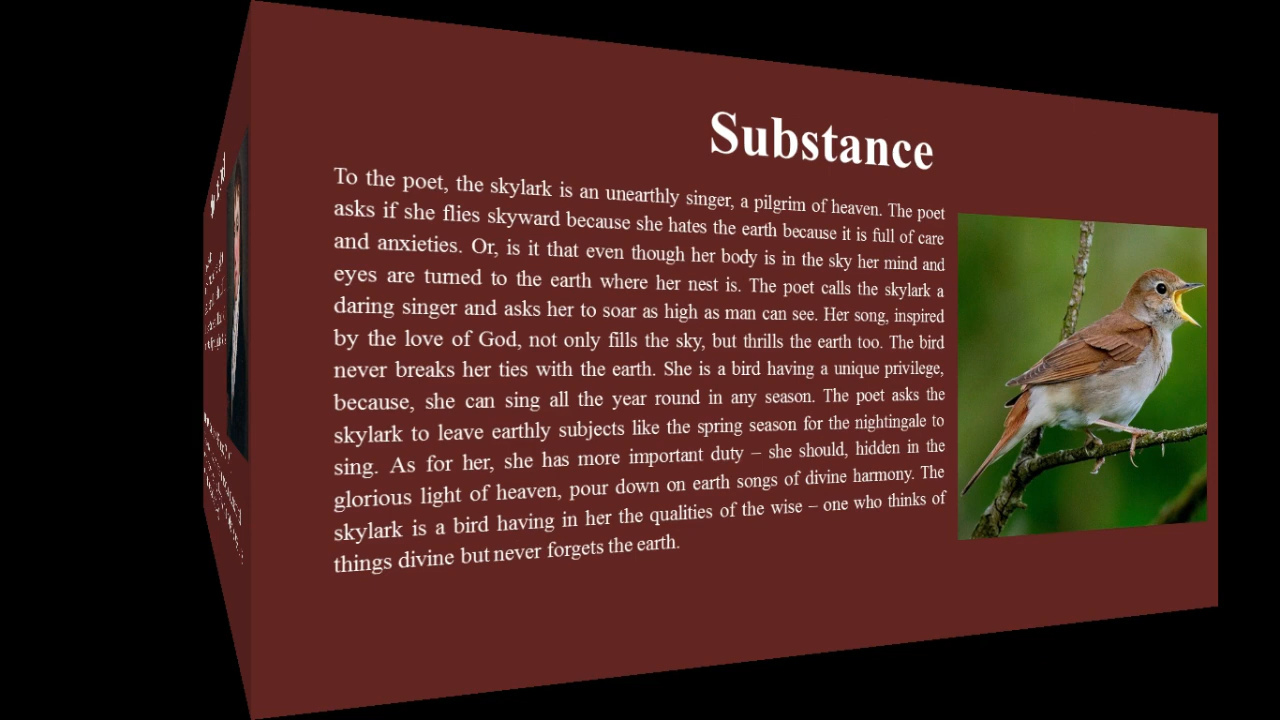 Substance
To the poet, the skylark is an unearthly singer, a pilgrim of heaven. The poet
asks if she flies skyward because she hates the earth because it is full of care
and anxieties. Or, is it that even though her body is in the sky her mind and
eyes are turned to the earth where her nest is. The poet calls the skylark a
daring singer and asks her to soar as high as man can see. Her song, inspired
by the love of God, not only fills the sky, but thrills the earth too. The bird
never breaks her ties with the earth. She is a bird having a unique privilege,
because, she can sing all the year round in any season. The poet asks the
skylark to leave earthly subjects like the spring season for the nightingale to
sing. As for her, she has more important duty – she should, hidden in the
glorious light of heaven, pour down on earth songs of divine harmony. The
skylark is a bird having in her the qualities of the wise – one who thinks of
things divine but never forgets the earth.